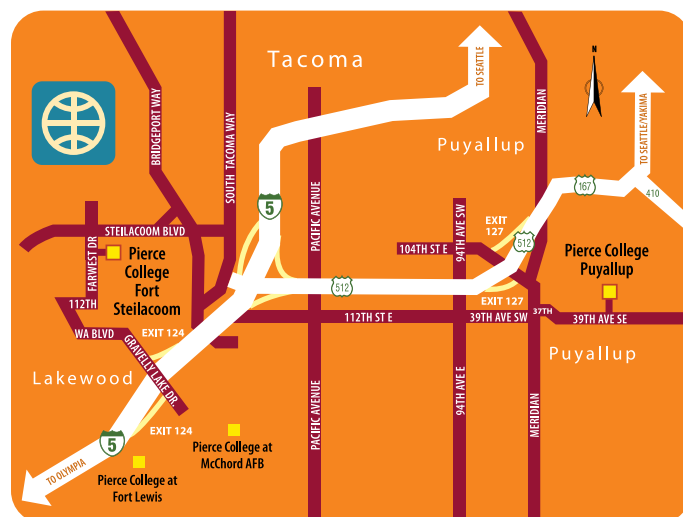 Tacoma
TO SEATTLE
N
BRIDGEPORT WAY
SOUTH TACOMA WAY
MERIDIAN
TO SEATTLE/YAKIMA
Puyallup
PACIFIC AVENUE
167
410
5
94TH AVE SW
EXIT
127
STEILACOOM BLVD
FARWEST DR
Pierce
College
Fort
Steilacoom
104TH ST E
512
Pierce College
Puyallup
512
EXIT 127
112TH
112TH ST E
39TH AVE SW
37TH
39TH AVE SE
EXIT 124
WA BLVD
GRAVELLY LAKE DR.
Lakewood
Puyallup
PACIFIC AVENUE
94TH AVE E
MERIDIAN
EXIT 124
5
Pierce College at
McChord AFB
TO OLYMPIA
Pierce College at
Fort Lewis